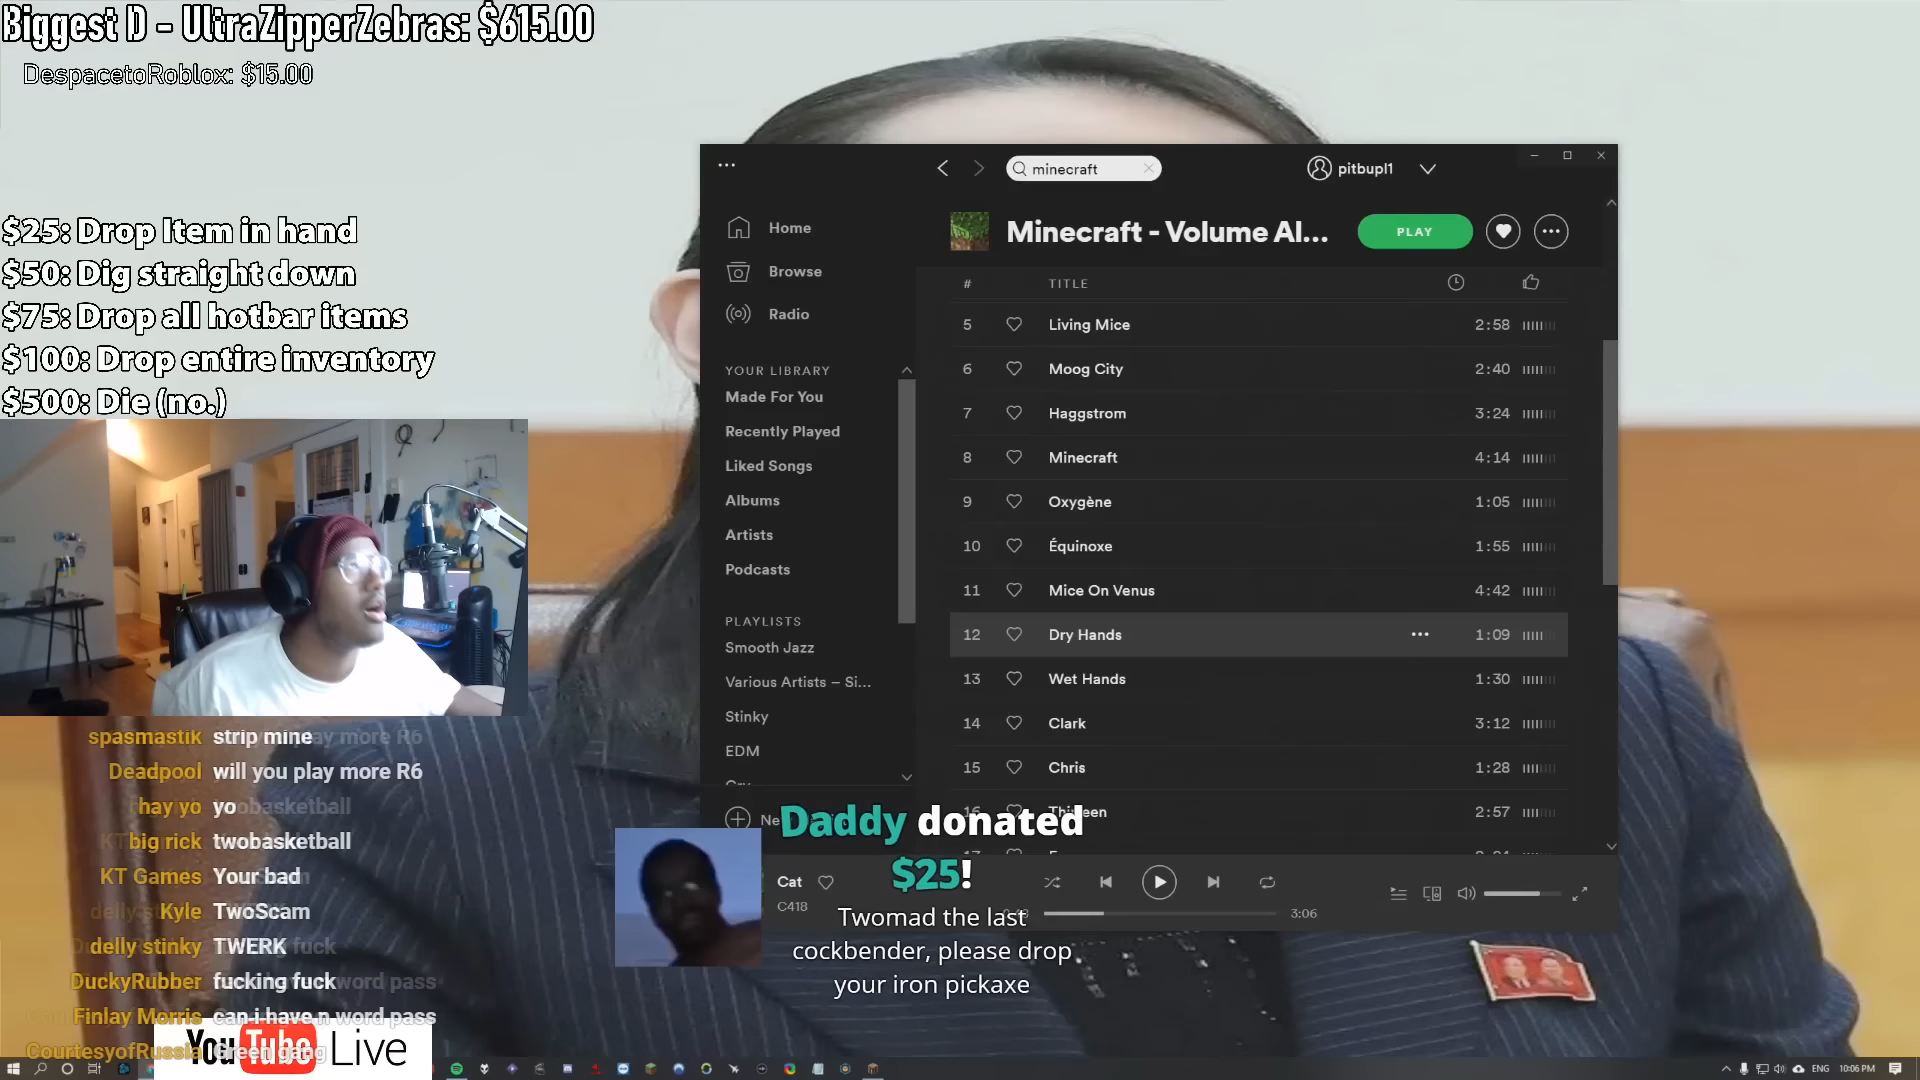 Biggest D - UltraZipperZebras: $615.00
DespacetoRoblox: $15.00
$25: Drop Item in hand
$50: Dig straight down
$75: Drop all hotbar items
$100: Drop entire inventory
$500: Die (no.)
minecraft
pitbupl1
Home
Browse
Radio
YOUR LIBRARY
Made For You
Recently Played
Liked Songs
Albums
Artists
Podcasts
PLAYLISTS
Smooth Jazz
Various Artists – Si...
Stinky
EDM
Minecraft - Volume Al...
PLAY
# TITLE
5 Living Mice 2:58
6 Moog City 2:40
7 Haggstrom 3:24
8 Minecraft 4:14
9 Oxygène 1:05
10 Équinoxe 1:55
11 Mice On Venus 4:42
12 Dry Hands 1:09
13 Wet Hands 1:30
14 Clark 3:12
15 Chris 1:28
16 Thirteen 2:57
Cat
C418
3:06
Daddy donated
$25!
Twomad the last
cockbender, please drop
your iron pickaxe
spasmastik strip mine
Deadpool will you play more R6
hay yo yo
big rick twobasketball
KT Games Your bad
Kyle TwoScam
delly stinky TWERK
DuckyRubber fucking fuck
Finlay Morris can i have n word pass
CourtesyofRussia Green gang
YouTube Live
ENG 10:06 PM